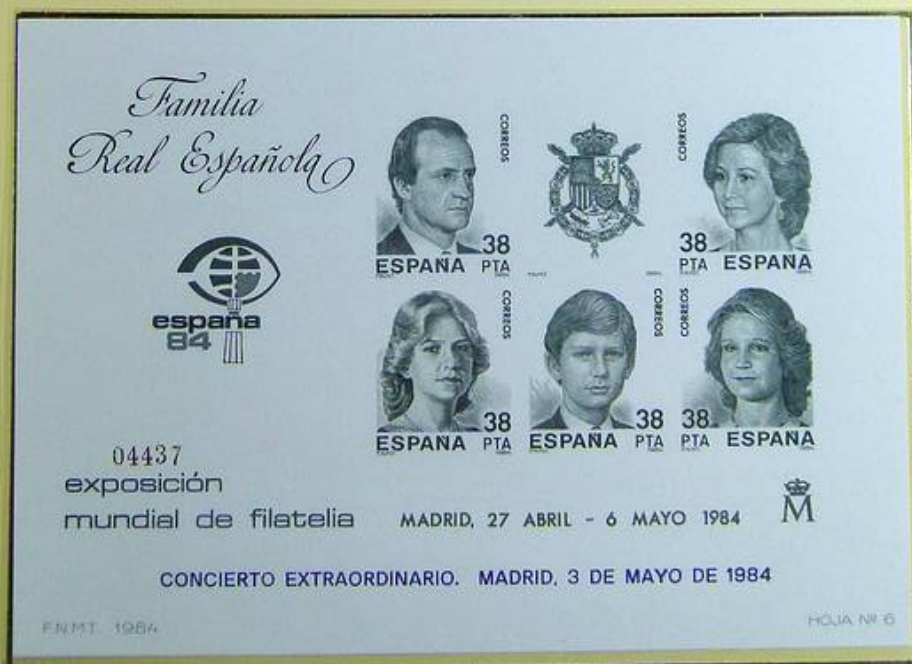 Familia
Real Española
CORREOS
38
ESPAÑA PTA
CORREOS
38
PTA ESPAÑA
españa
84
CORREOS
38
ESPAÑA PTA
CORREOS
38
ESPAÑA PTA
CORREOS
38
PTA ESPAÑA
04437
exposición
mundial de filatelia
MADRID, 27 ABRIL - 6 MAYO 1984
M
CONCIERTO EXTRAORDINARIO. MADRID, 3 DE MAYO DE 1984
F.N.M.T. 1984
HOJA Nº 6